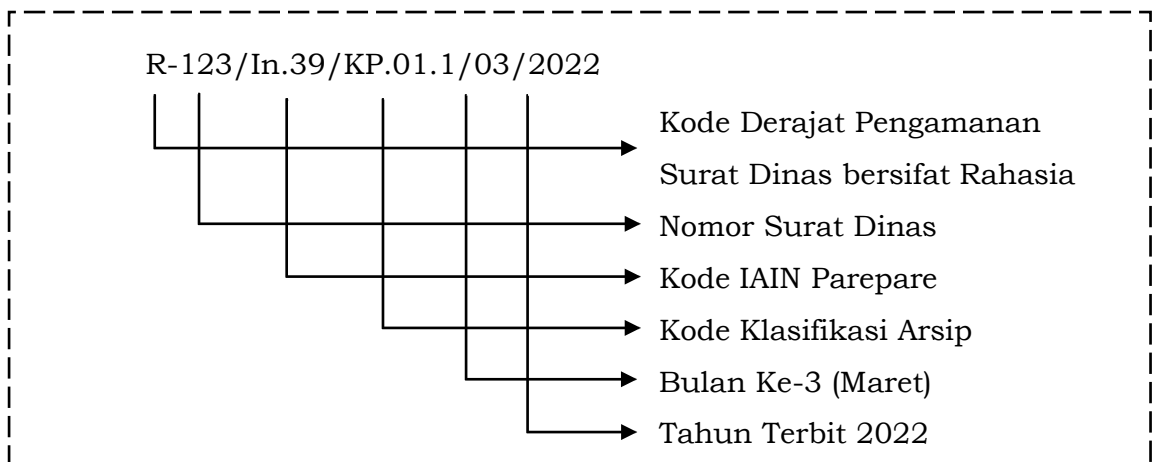 R-123/In.39/KP.01.1/03/2022
Kode Derajat Pengamanan
Surat Dinas bersifat Rahasia
Nomor Surat Dinas
Kode IAIN Parepare
Kode Klasifikasi Arsip
Bulan Ke-3 (Maret)
Tahun Terbit 2022